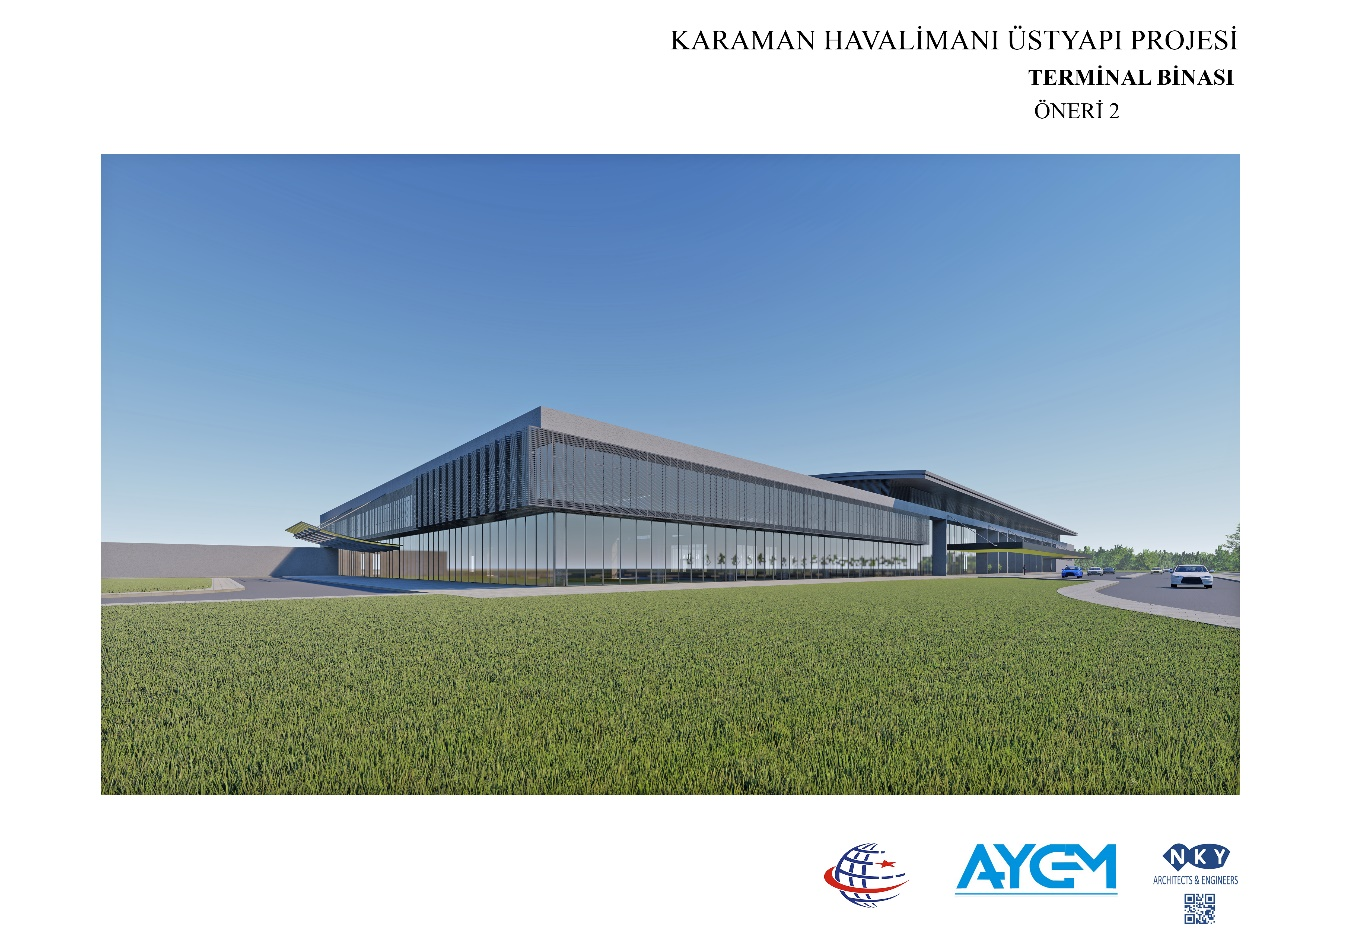 KARAMAN HAVALİMANI ÜSTYAPI PROJESİ
TERMİNAL BİNASI
ÖNERİ 2
AYGM
NKY
ARCHITECTS & ENGINEERS